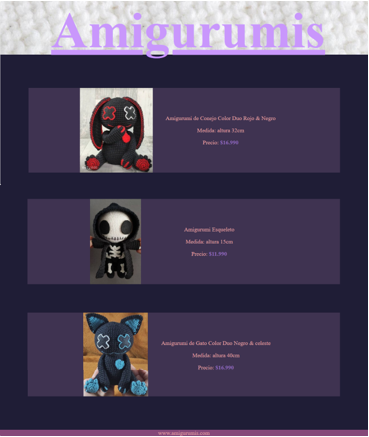 Amigurumis
Amigurumi de Conejo Color Duo Rojo & Negro
Medida: altura 32cm
Precio: $14.990
Amigurumi Esqueleto
Medida: altura 15cm
Precio: $11.990
Amigurumi de Gato Color Duo Negro & celeste
Medida: altura 40cm
Precio: $16.990
www.amigurumis.com